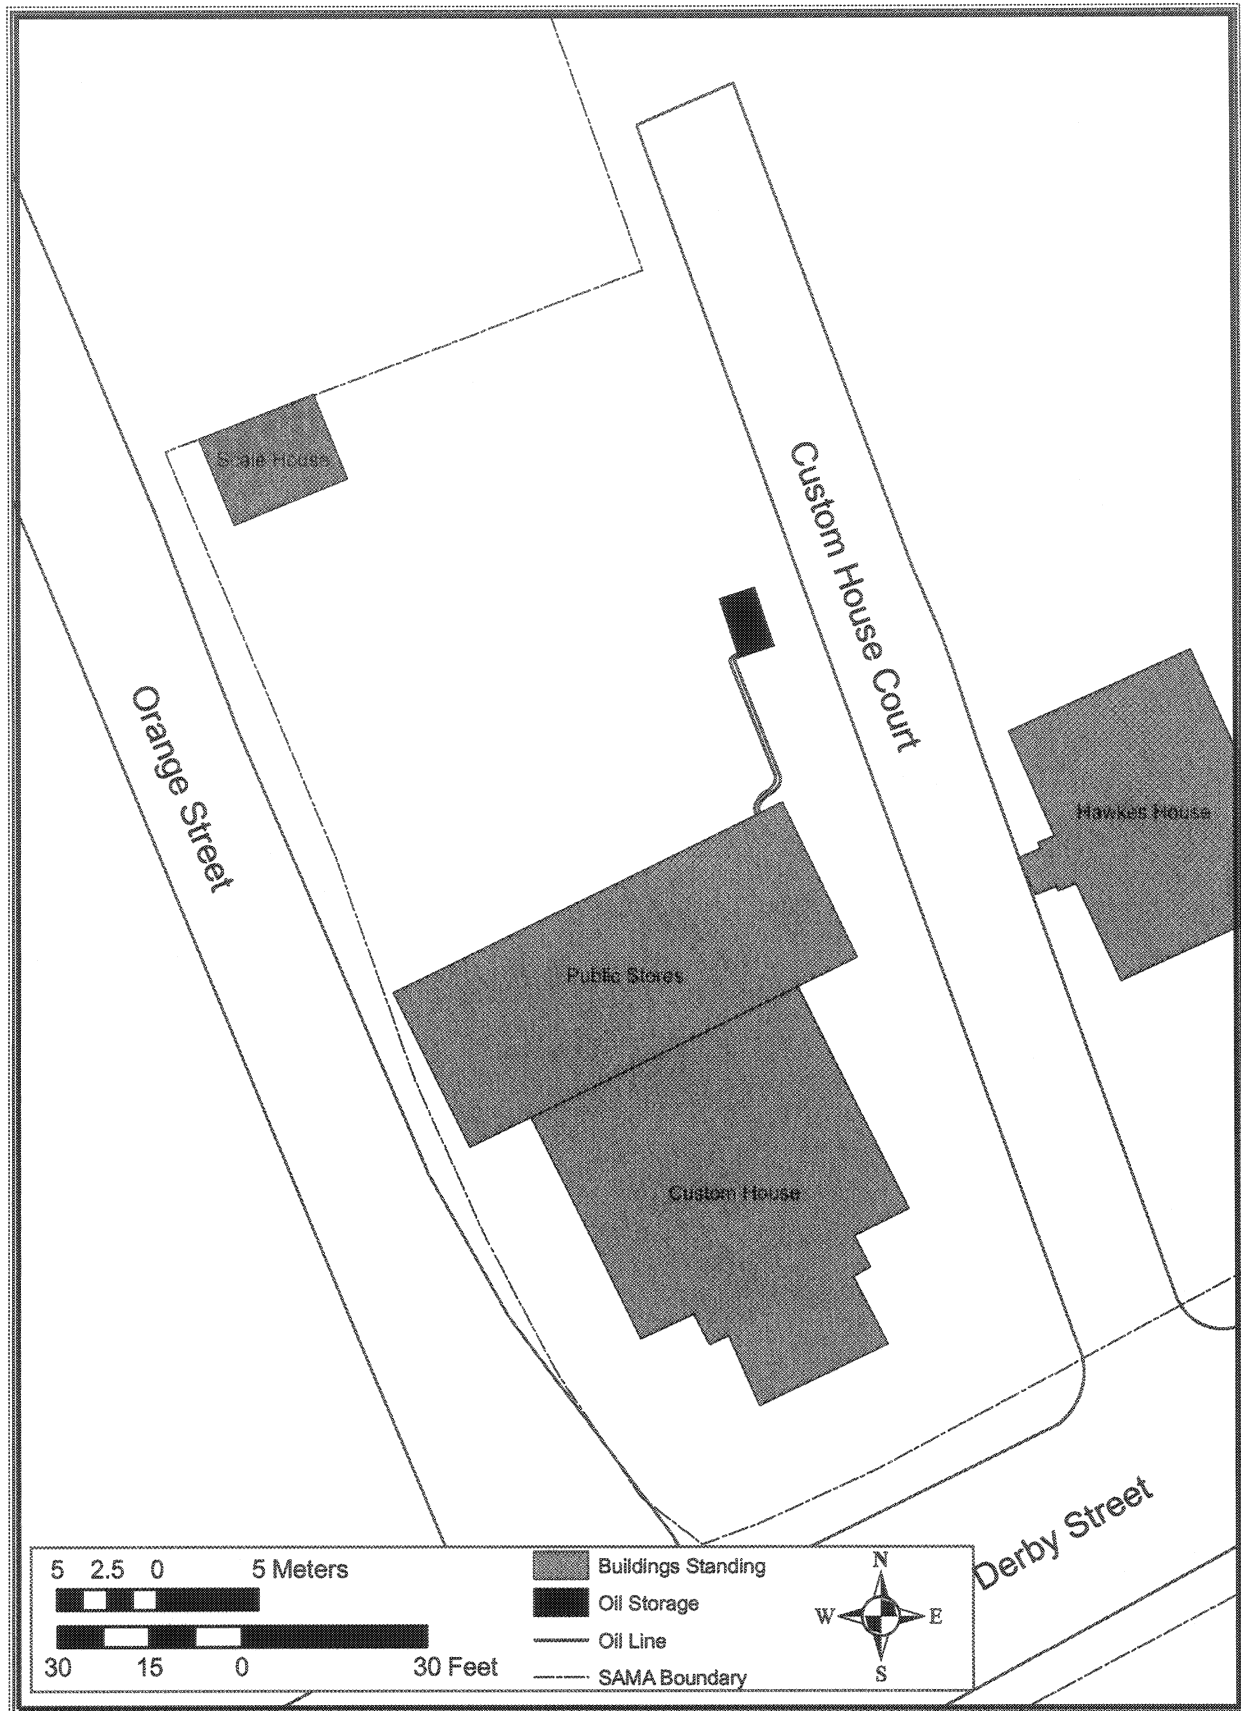 Scale House
Custom House Court
Orange Street
Hawkes House
Public Stores
Custom House
Derby Street
5 2.5 0 5 Meters
30 15 0 30 Feet
Buildings Standing
Oil Storage
Oil Line
SAMA Boundary
N
W E
S